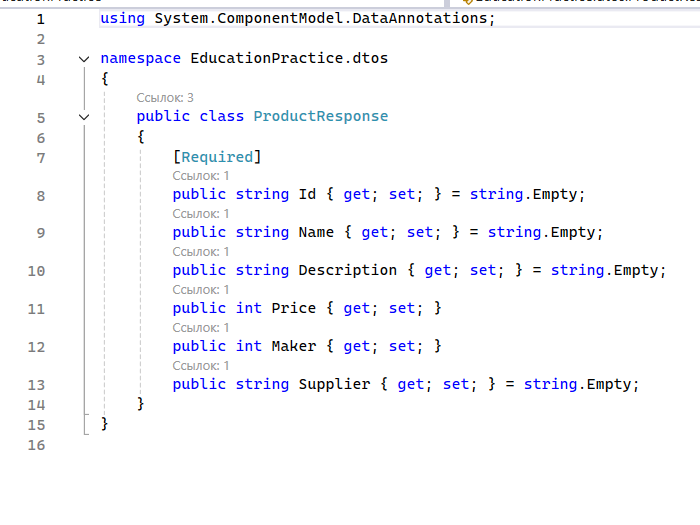 1 using System.ComponentModel.DataAnnotations;
2
3 namespace EducationPractice.dtos
4 {
Ссылок: 3
5 public class ProductResponse
6 {
7 [Required]
Ссылок: 1
8 public string Id { get; set; } = string.Empty;
Ссылок: 1
9 public string Name { get; set; } = string.Empty;
Ссылок: 1
10 public string Description { get; set; } = string.Empty;
Ссылок: 1
11 public int Price { get; set; }
Ссылок: 1
12 public int Maker { get; set; }
Ссылок: 1
13 public string Supplier { get; set; } = string.Empty;
14 }
15 }
16